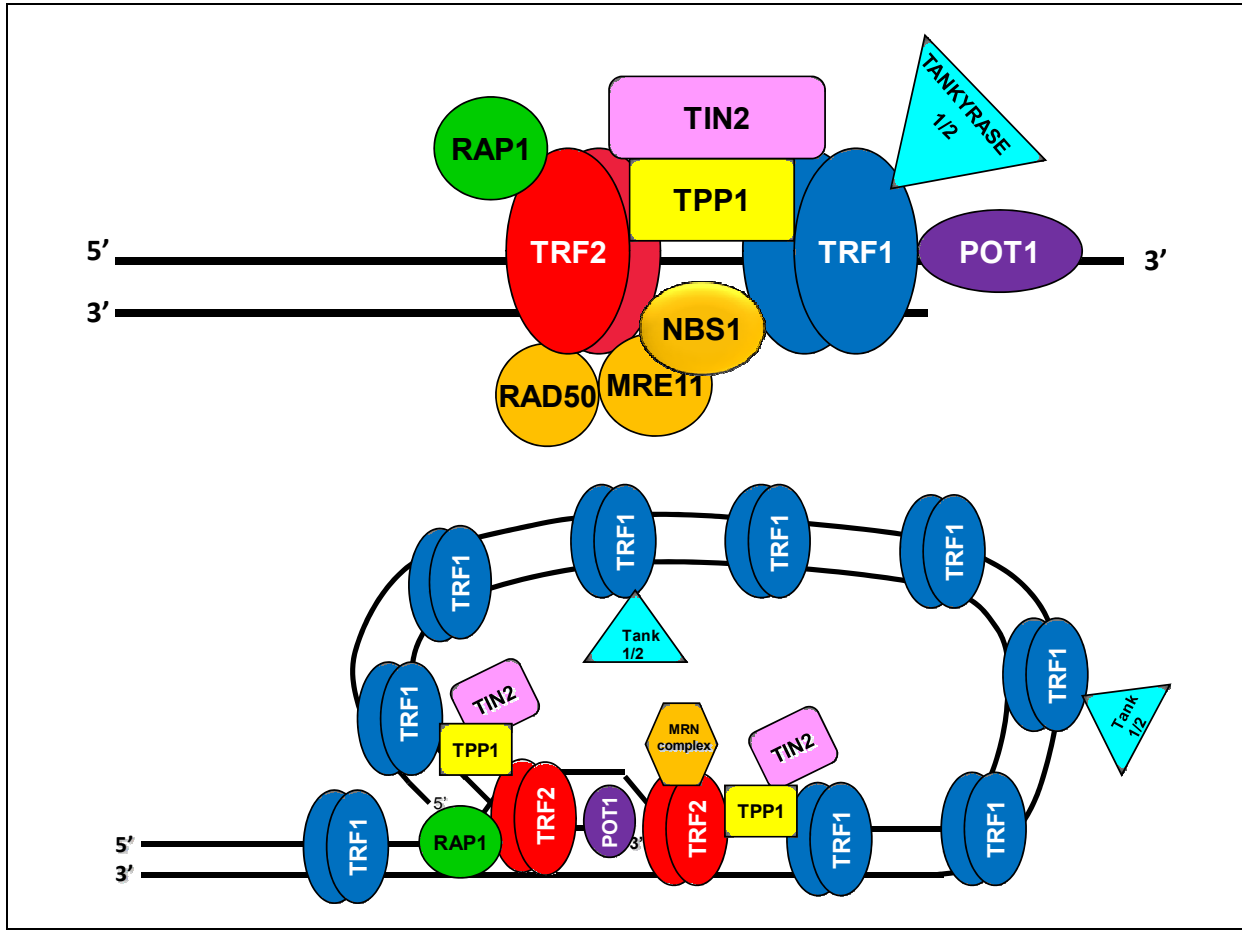 TANKYRASE
1/2
TIN2
RAP1
TPP1
5’
TRF2
TRF1
POT1
3’
3’
NBS1
RAD50
MRE11
TRF1
TRF1
TRF1
TRF1
Tank
1/2
TRF1
TRF1
TIN2
TPP1
MRN
complex
TIN2
Tank
1/2
5’
TRF2
POT1
TRF2
TPP1
TRF1
TRF1
5’
TRF1
RAP1
3’
3’